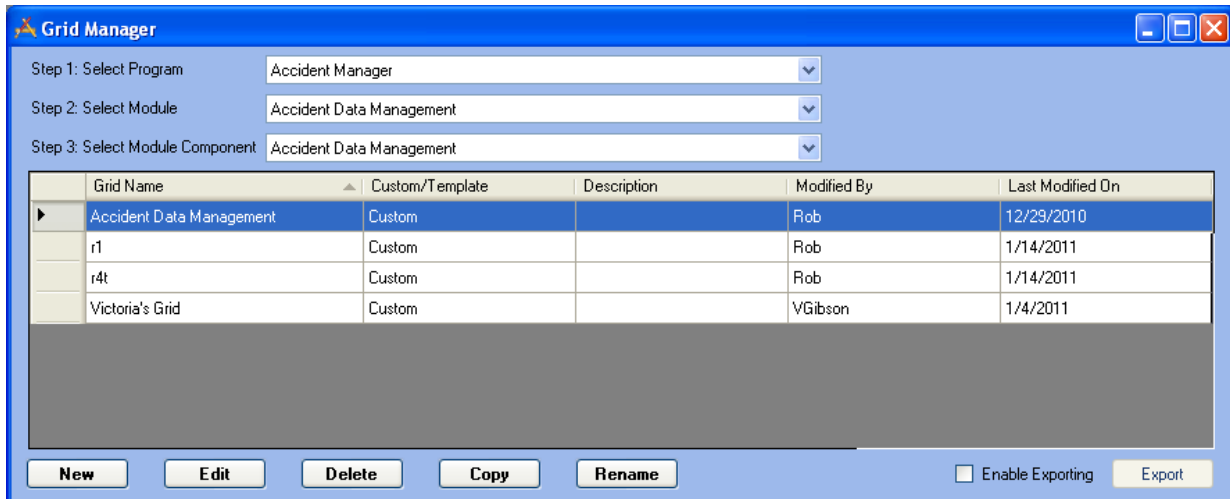 Grid Manager
Step 1: Select Program Accident Manager
Step 2: Select Module Accident Data Management
Step 3: Select Module Component Accident Data Management
Grid Name Custom/Template Description Modified By Last Modified On
Accident Data Management Custom Rob 12/29/2010
r1 Custom Rob 1/14/2011
r4t Custom Rob 1/14/2011
Victoria's Grid Custom VGibson 1/4/2011
New Edit Delete Copy Rename Enable Exporting Export